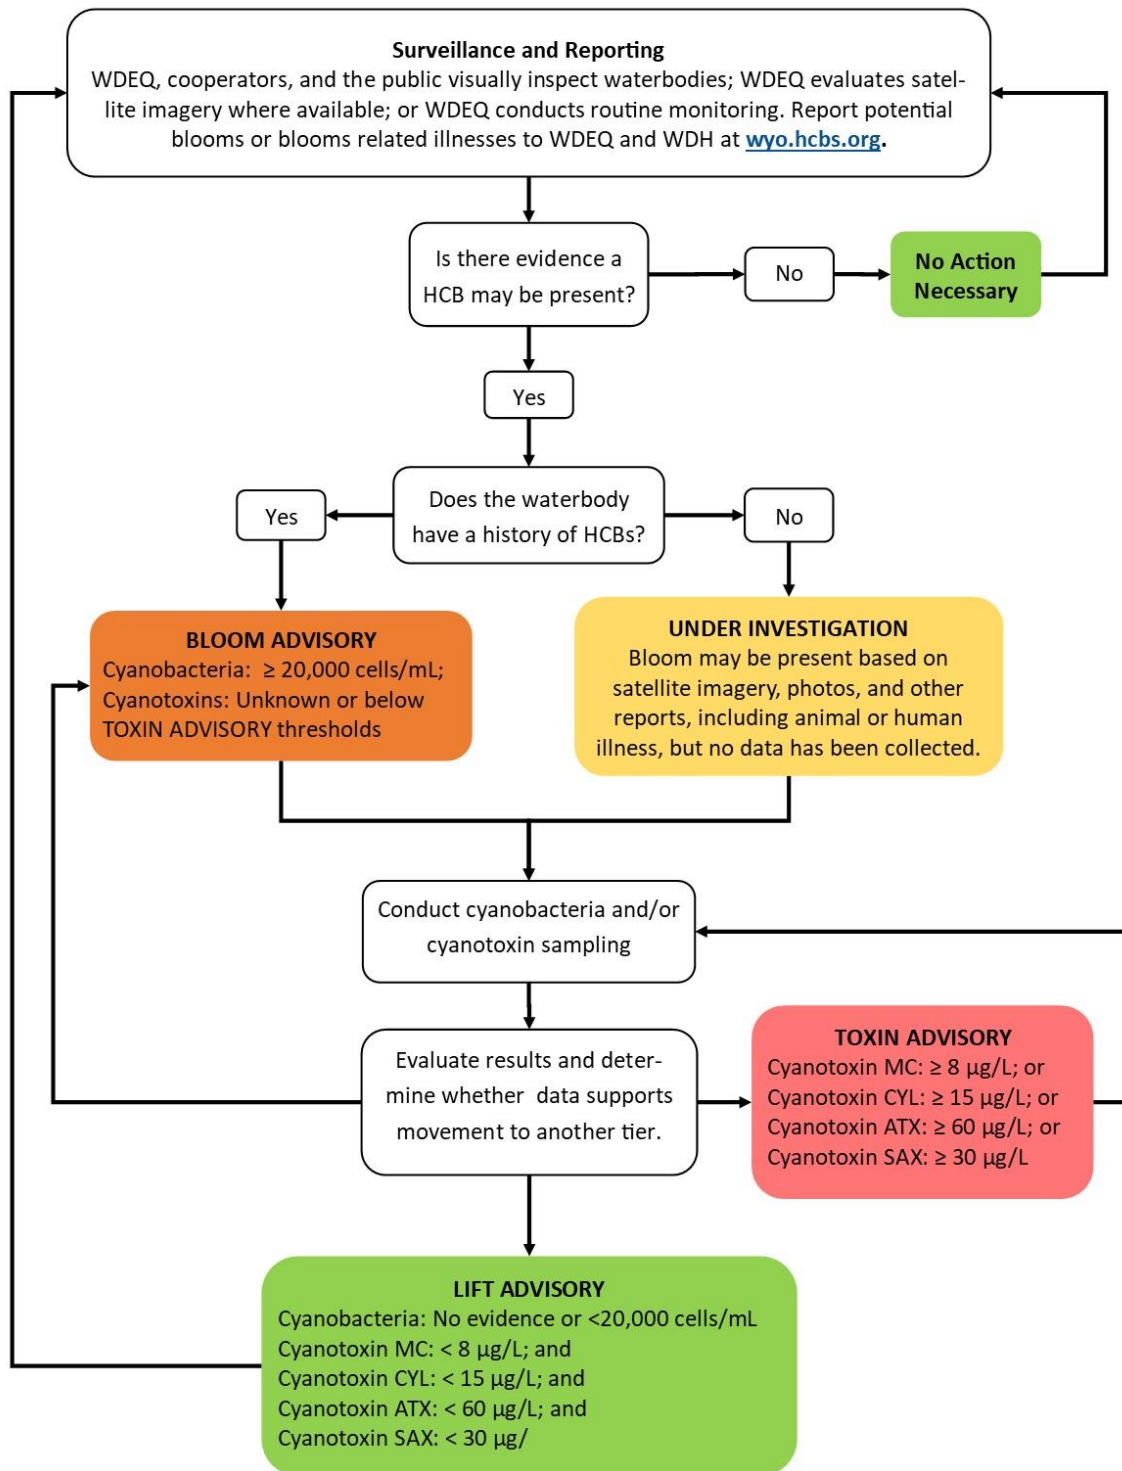 Surveillance and Reporting
WDEQ, cooperators, and the public visually inspect waterbodies; WDEQ evaluates satel-
lite imagery where available; or WDEQ conducts routine monitoring. Report potential
blooms or blooms related illnesses to WDEQ and WDH at wyo.hcbs.org.
Is there evidence a
HCB may be present?
No
No Action
Necessary
Yes
Does the waterbody
have a history of HCBs?
Yes
No
BLOOM ADVISORY
Cyanobacteria: ≥ 20,000 cells/mL;
Cyanotoxins: Unknown or below
TOXIN ADVISORY thresholds
UNDER INVESTIGATION
Bloom may be present based on
satellite imagery, photos, and other
reports, including animal or human
illness, but no data has been collected.
Conduct cyanobacteria and/or
cyanotoxin sampling
Evaluate results and deter-
mine whether data supports
movement to another tier.
TOXIN ADVISORY
Cyanotoxin MC: ≥ 8 µg/L; or
Cyanotoxin CYL: ≥ 15 µg/L; or
Cyanotoxin ATX: ≥ 60 µg/L; or
Cyanotoxin SAX: ≥ 30 µg/L
LIFT ADVISORY
Cyanobacteria: No evidence or <20,000 cells/mL
Cyanotoxin MC: < 8 µg/L; and
Cyanotoxin CYL: < 15 µg/L; and
Cyanotoxin ATX: < 60 µg/L; and
Cyanotoxin SAX: < 30 µg/